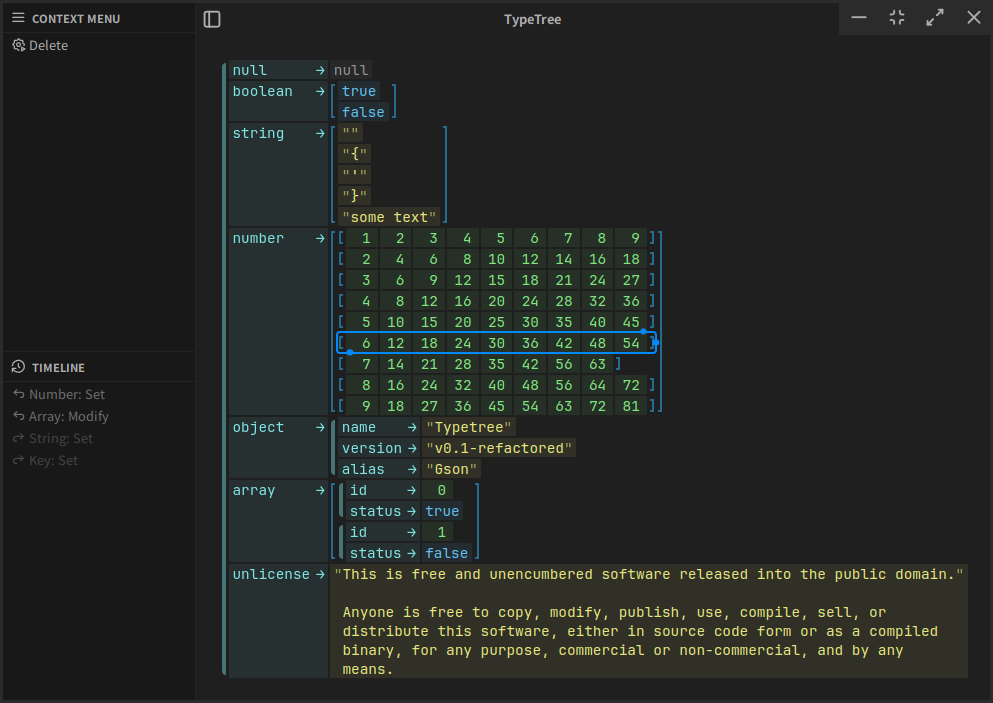 CONTEXT MENU
TypeTree
Delete
null → null
boolean → [ true
false ]
string → [ ""
"{"
"'"
"}"
"some text" ]
number → [ [ 1 2 3 4 5 6 7 8 9 ]
[ 2 4 6 8 10 12 14 16 18 ]
[ 3 6 9 12 15 18 21 24 27 ]
[ 4 8 12 16 20 24 28 32 36 ]
[ 5 10 15 20 25 30 35 40 45 ]
[ 6 12 18 24 30 36 42 48 54 ]
[ 7 14 21 28 35 42 56 63 ]
[ 8 16 24 32 40 48 56 64 72 ]
[ 9 18 27 36 45 54 63 72 81 ] ]
object → name → "Typetree"
version → "v0.1-refactored"
alias → "Gson"
array → [ id → 0
status → true
id → 1
status → false ]
unlicense → "This is free and unencumbered software released into the public domain."
Anyone is free to copy, modify, publish, use, compile, sell, or
distribute this software, either in source code form or as a compiled
binary, for any purpose, commercial or non-commercial, and by any
means.
TIMELINE
Number: Set
Array: Modify
String: Set
Key: Set